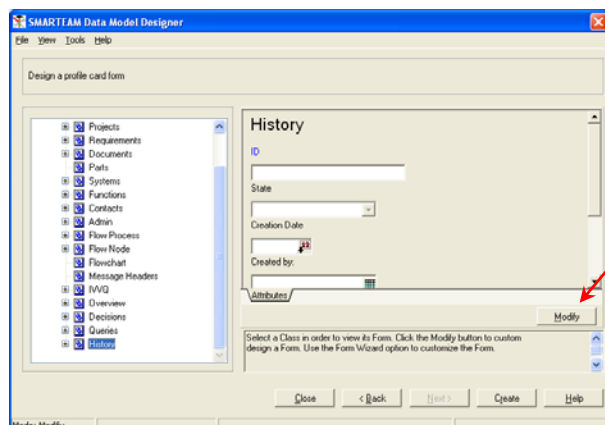 SMARTEAM Data Model Designer
File View Tools Help
Design a profile card form
Projects
Requirements
Documents
Parts
Systems
Functions
Contacts
Admin
Flow Process
Flow Node
Flowchart
Message Headers
IVVQ
Overview
Decisions
Queries
History
History
ID
State
Creation Date
12
Created by:
Attributes
Modify
Select a Class in order to view its Form. Click the Modify button to custom
design a Form. Use the Form Wizard option to customize the Form.
Close < Back Next > Create Help
Mode: Modify